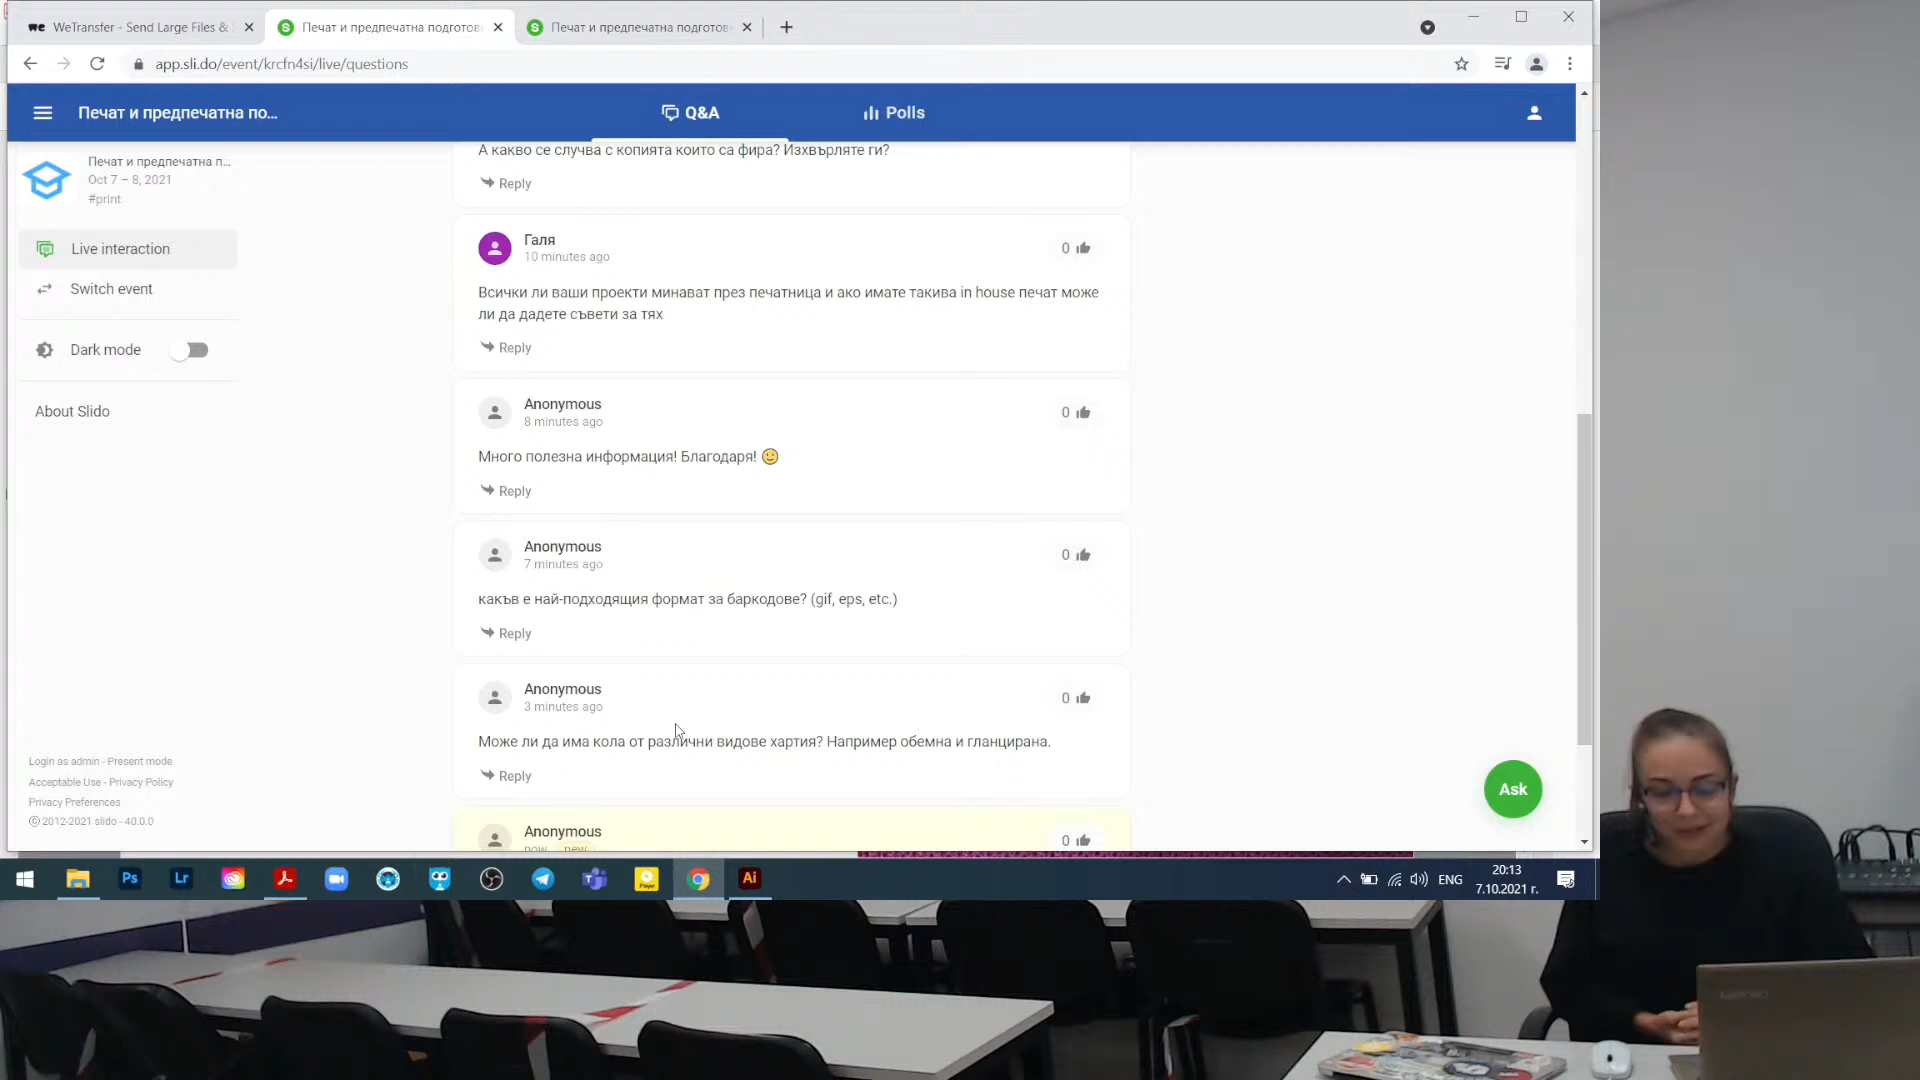 WeTransfer - Send Large Files &
Печат и предпечатна подготов
Печат и предпечатна подготов
app.sli.do/event/krcfn4si/live/questions
Печат и предпечатна по...
Q&A
Polls
Печат и предпечатна п...
Oct 7 – 8, 2021
#print
Live interaction
Switch event
Dark mode
About Slido
Login as admin - Present mode
Acceptable Use - Privacy Policy
Privacy Preferences
© 2012-2021 slido - 40.0.0
А какво се случва с копията които са фира? Изхвърляте ги?
Reply
Галя
10 minutes ago
0
Всички ли ваши проекти минават през печатница и ако имате такива in house печат може
ли да дадете съвети за тях
Reply
Anonymous
8 minutes ago
0
Много полезна информация! Благодаря! 🙂
Reply
Anonymous
7 minutes ago
0
какъв е най-подходящия формат за баркодове? (gif, eps, etc.)
Reply
Anonymous
3 minutes ago
0
Може ли да има кола от различни видове хартия? Например обемна и гланцирана.
Reply
Anonymous
now new
0
Ask
Ps
Lr
Player
Ai
ENG
20:13
7.10.2021 г.